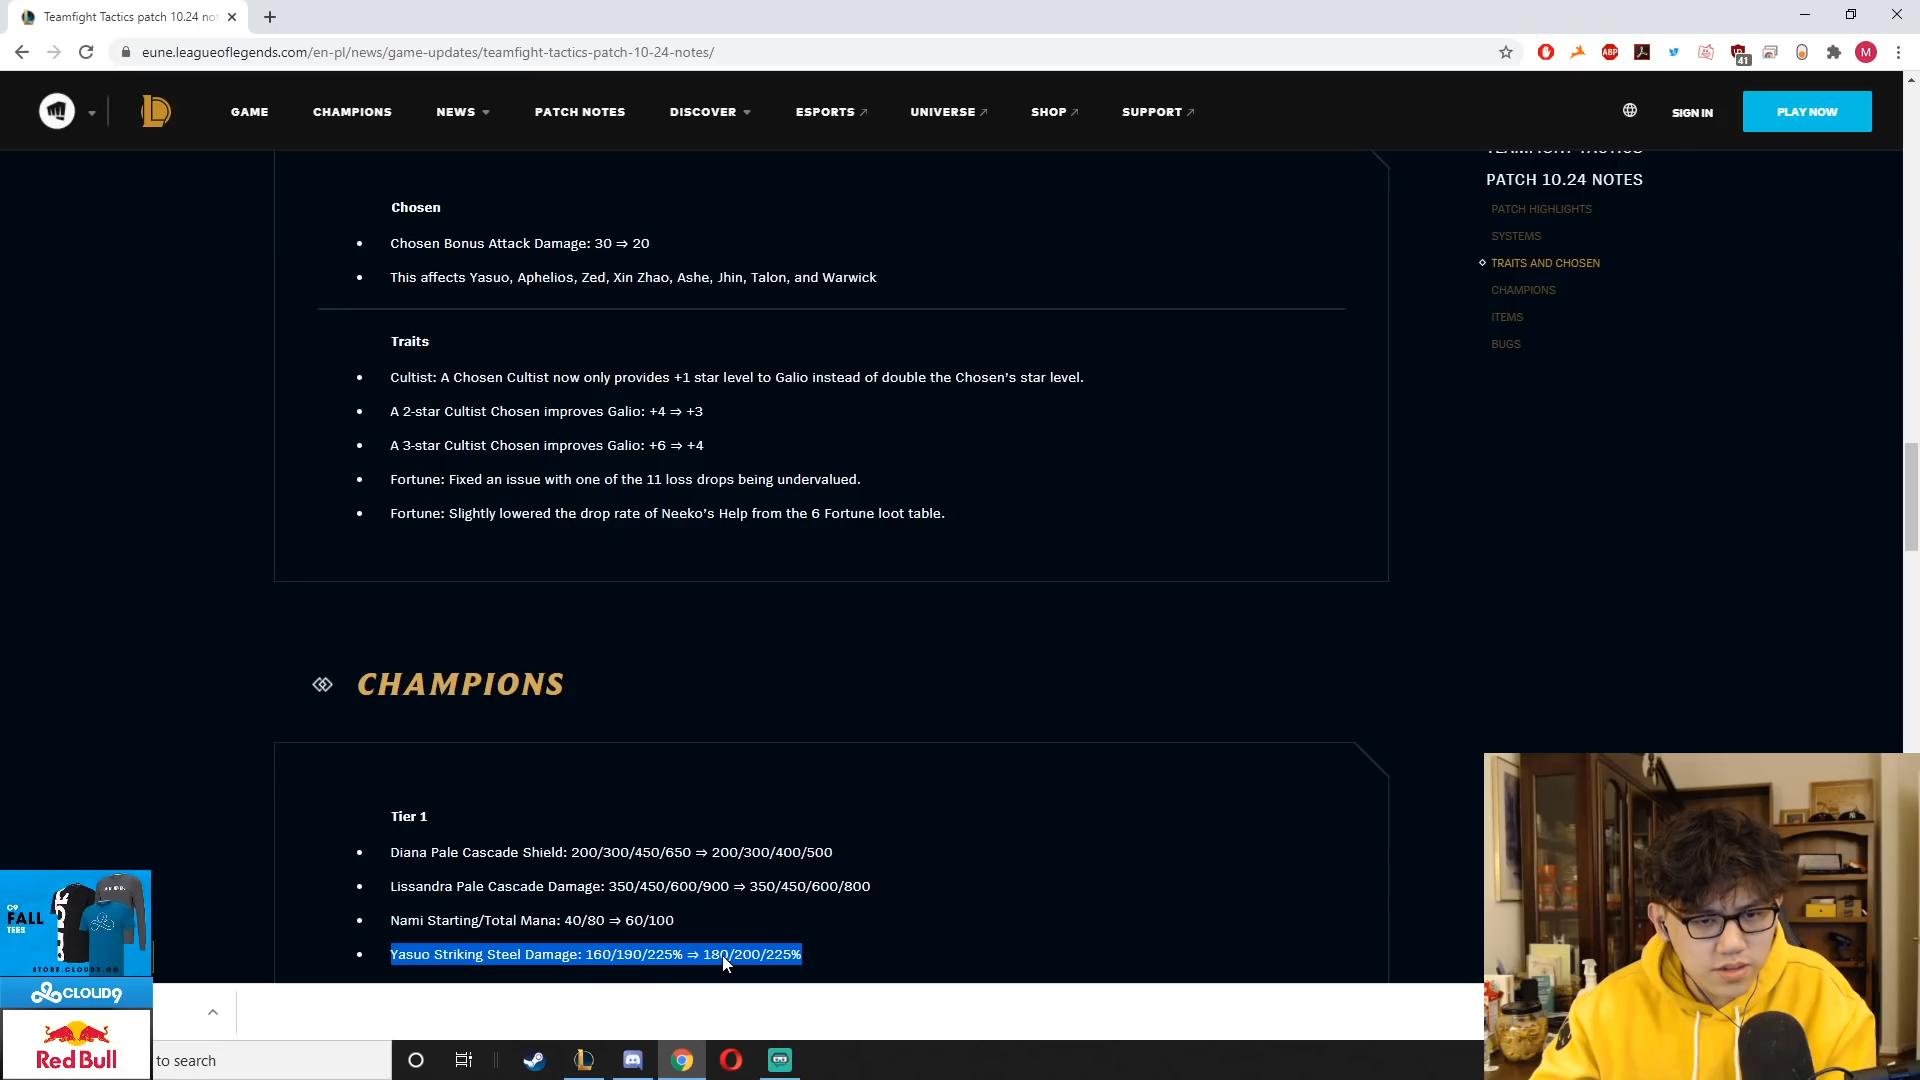 Teamfight Tactics patch 10.24 no
eune.leagueoflegends.com/en-pl/news/game-updates/teamfight-tactics-patch-10-24-notes/
ABP
41
M
GAME
CHAMPIONS
NEWS
PATCH NOTES
DISCOVER
ESPORTS
UNIVERSE
SHOP
SUPPORT
SIGN IN
PLAY NOW
TEAMFIGHT TACTICS
PATCH 10.24 NOTES
PATCH HIGHLIGHTS
SYSTEMS
TRAITS AND CHOSEN
CHAMPIONS
ITEMS
BUGS
Chosen
Chosen Bonus Attack Damage: 30 ⇒ 20
This affects Yasuo, Aphelios, Zed, Xin Zhao, Ashe, Jhin, Talon, and Warwick
Traits
Cultist: A Chosen Cultist now only provides +1 star level to Galio instead of double the Chosen's star level.
A 2-star Cultist Chosen improves Galio: +4 ⇒ +3
A 3-star Cultist Chosen improves Galio: +6 ⇒ +4
Fortune: Fixed an issue with one of the 11 loss drops being undervalued.
Fortune: Slightly lowered the drop rate of Neeko's Help from the 6 Fortune loot table.
CHAMPIONS
Tier 1
Diana Pale Cascade Shield: 200/300/450/650 ⇒ 200/300/400/500
Lissandra Pale Cascade Damage: 350/450/600/900 ⇒ 350/450/600/800
Nami Starting/Total Mana: 40/80 ⇒ 60/100
Yasuo Striking Steel Damage: 160/190/225% ⇒ 180/200/225%
C9
FALL
TEES
STORE.CLOUD9.GG
CLOUD9
Red Bull
to search